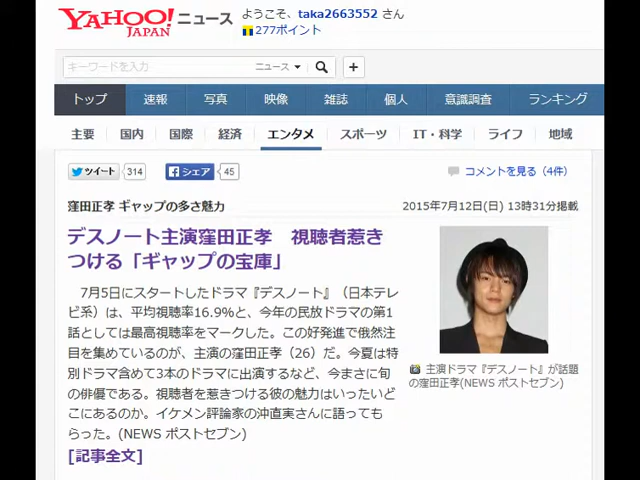 YAHOO! JAPAN ニュース
ようこそ、taka2663552 さん
277ポイント
キーワードを入力 ニュース
トップ 速報 写真 映像 雑誌 個人 意識調査 ランキング
主要 国内 国際 経済 エンタメ スポーツ IT・科学 ライフ 地域
ツイート 314 シェア 45 コメントを見る（4件）
窪田正孝 ギャップの多さ魅力 2015年7月12日(日) 13時31分掲載
デスノート主演窪田正孝　視聴者惹き
つける「ギャップの宝庫」
7月5日にスタートしたドラマ『デスノート』（日本テレ
ビ系）は、平均視聴率16.9%と、今年の民放ドラマの第1
話としては最高視聴率をマークした。この好発進で俄然注
目を集めているのが、主演の窪田正孝（26）だ。今夏は特
別ドラマ含めて3本のドラマに出演するなど、今まさに旬
の俳優である。視聴者を惹きつける彼の魅力はいったいど
こにあるのか。イケメン評論家の沖直実さんに語っても
らった。(NEWS ポストセブン)
[記事全文]
主演ドラマ『デスノート』が話題
の窪田正孝(NEWS ポストセブン)